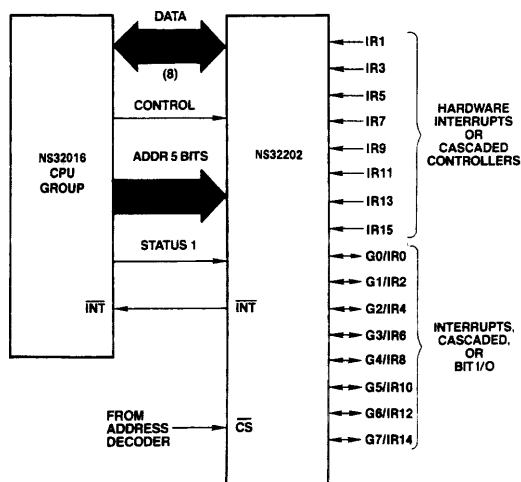 DATA
(8)
CONTROL
NS32016
CPU
GROUP
ADDR 5 BITS
STATUS 1
INT
INT
NS32202
FROM
ADDRESS
DECODER
CS
IR1
IR3
IR5
IR7
IR9
IR11
IR13
IR15
HARDWARE
INTERRUPTS
OR
CASCADED
CONTROLLERS
G0/IR0
G1/IR2
G2/IR4
G3/IR6
G4/IR8
G5/IR10
G6/IR12
G7/IR14
INTERRUPTS,
CASCADED,
OR
BIT I/O